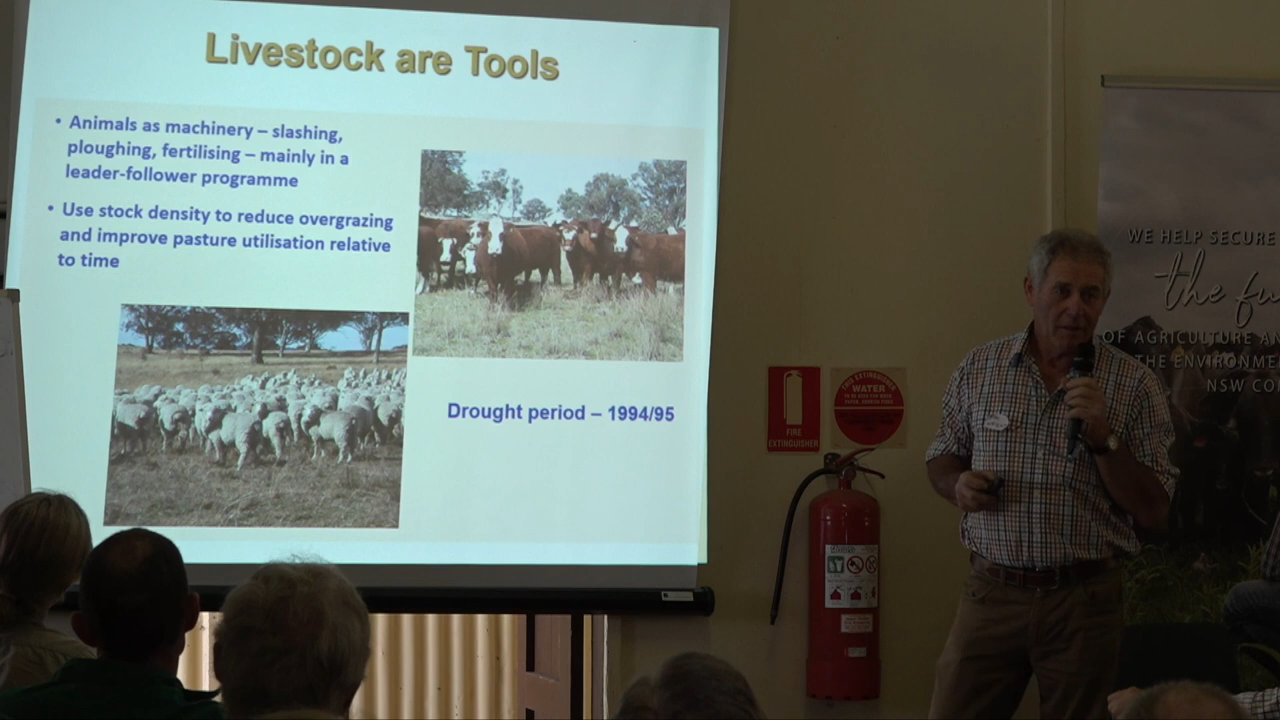 Livestock are Tools
• Animals as machinery – slashing,
ploughing, fertilising – mainly in a
leader-follower programme
• Use stock density to reduce overgrazing
and improve pasture utilisation relative
to time
Drought period – 1994/95
FIRE
EXTINGUISHER
THIS EXTINGUISHER
WATER
WE HELP SECURE
the fu
OF AGRICULTURE AN
THE ENVIRONME
NSW CO